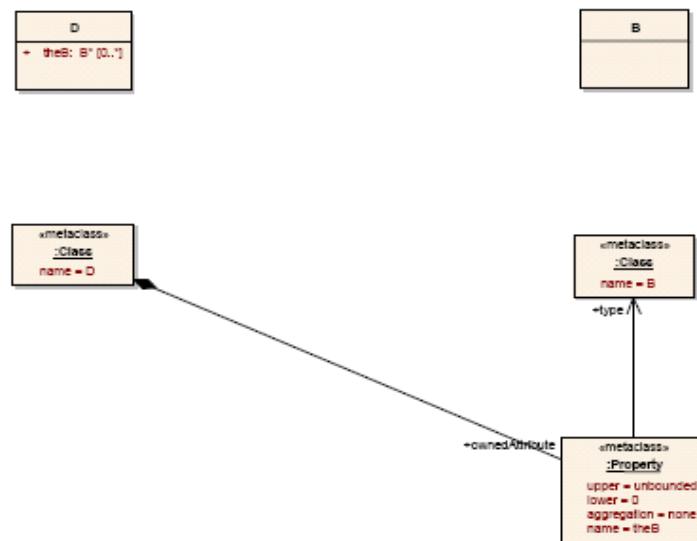 D
+ theB: B* [0..*]
B
«metaclass»
:Class
name = D
«metaclass»
:Class
name = B
+type
+ownedAttribute
«metaclass»
:Property
upper = unbounded
lower = 0
aggregation = none
name = theB